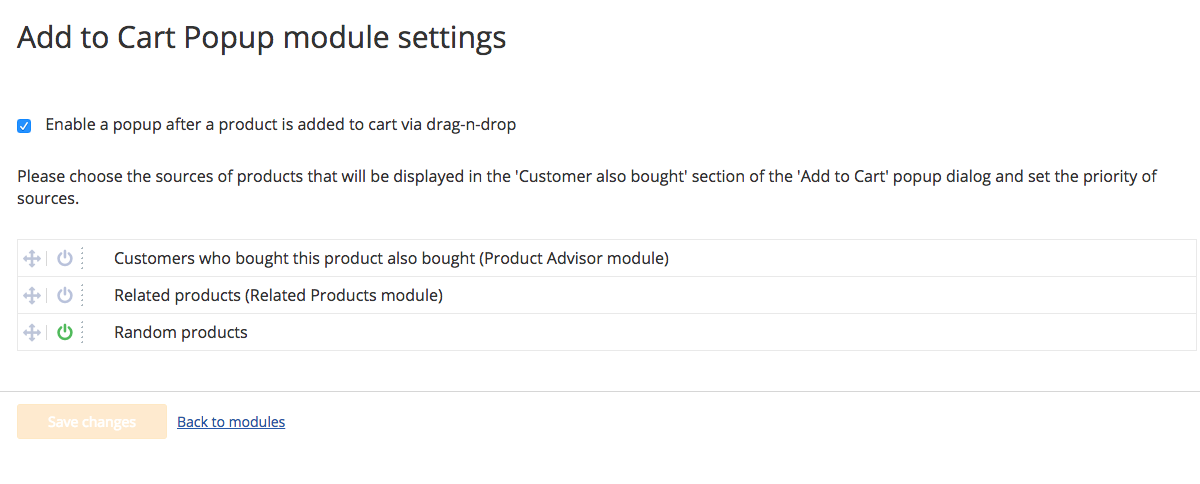 Add to Cart Popup module settings
Enable a popup after a product is added to cart via drag-n-drop
Please choose the sources of products that will be displayed in the 'Customer also bought' section of the 'Add to Cart' popup dialog and set the priority of
sources.
Customers who bought this product also bought (Product Advisor module)
Related products (Related Products module)
Random products
Save changes
Back to modules